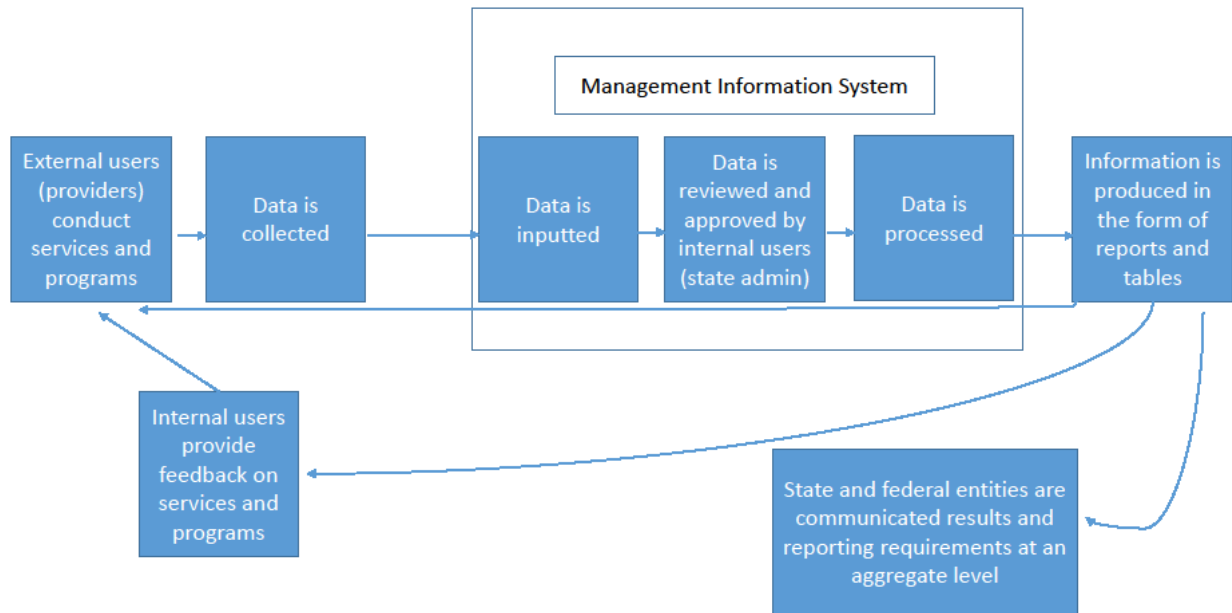 Management Information System
External users
(providers)
conduct
services and
programs
Data is
collected
Data is
inputted
Data is
reviewed and
approved by
internal users
(state admin)
Data is
processed
Information is
produced in
the form of
reports and
tables
Internal users
provide
feedback on
services and
programs
State and federal entities are
communicated results and
reporting requirements at an
aggregate level